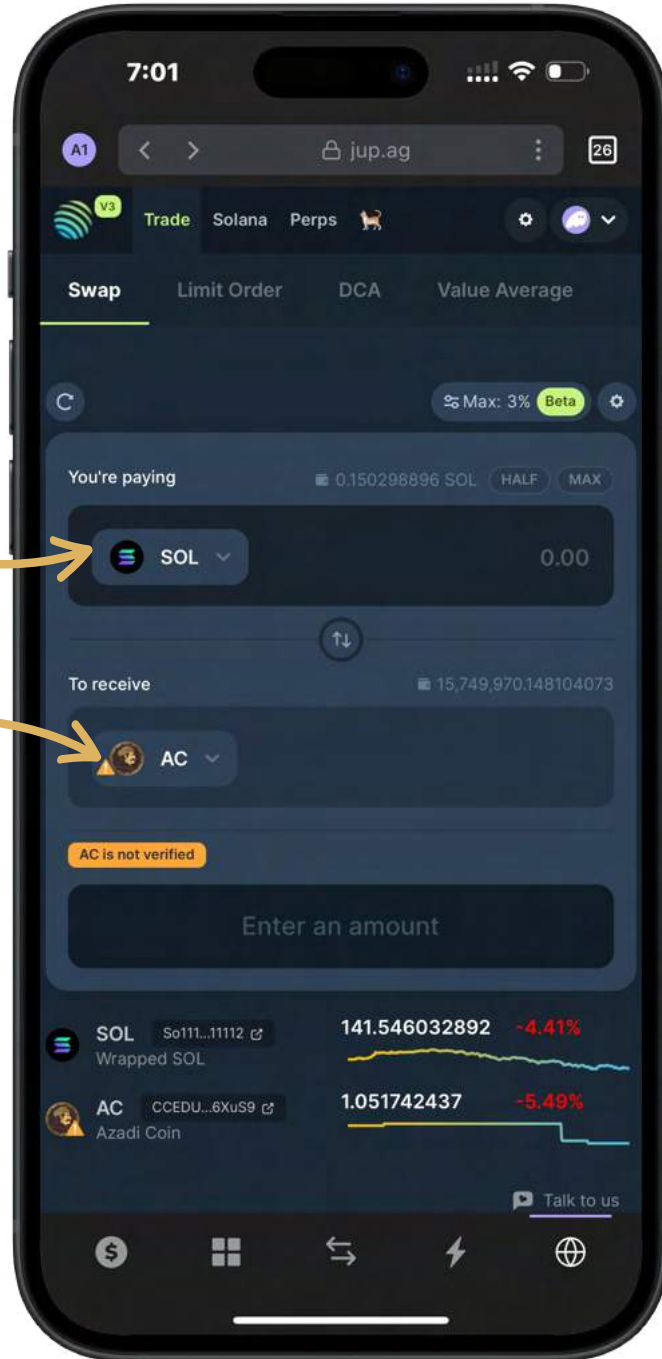 7:01
A1 jup.ag 26
V3 Trade Solana Perps
Swap Limit Order DCA Value Average
Max: 3% Beta
You're paying 0.150298896 SOL HALF MAX
SOL 0.00
To receive 15,749,970.148104073
AC
AC is not verified
Enter an amount
SOL So111...11112 141.546032892 -4.41%
Wrapped SOL
AC CCEDU...6XuS9 1.051742437 -5.49%
Azadi Coin
Talk to us